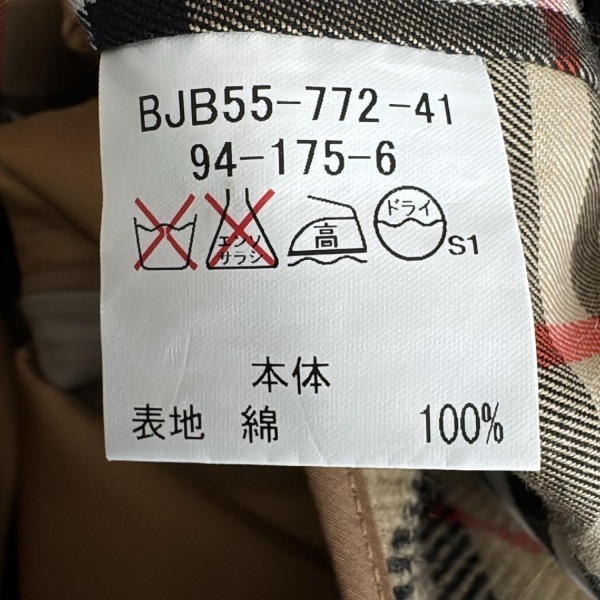 BJB55-772-41
94-175-6
エンソ
サラシ
高
ドライ
S1
本体
表地 綿 100%